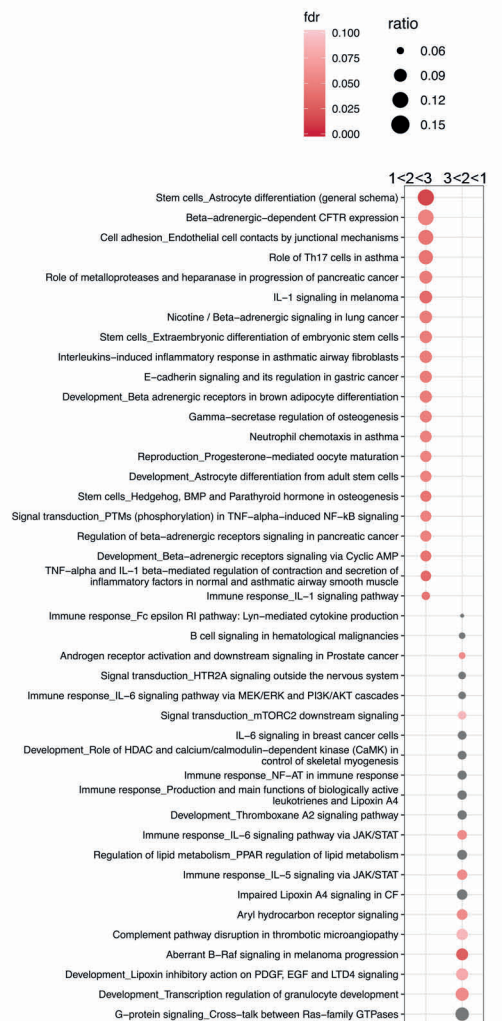 fdr
0.100
0.075
0.050
0.025
0.000
ratio
0.06
0.09
0.12
0.15
1<2<3 3<2<1
Stem cells_Astrocyte differentiation (general schema)
Beta−adrenergic−dependent CFTR expression
Cell adhesion_Endothelial cell contacts by junctional mechanisms
Role of Th17 cells in asthma
Role of metalloproteases and heparanase in progression of pancreatic cancer
IL−1 signaling in melanoma
Nicotine / Beta−adrenergic signaling in lung cancer
Stem cells_Extraembryonic differentiation of embryonic stem cells
Interleukins−induced inflammatory response in asthmatic airway fibroblasts
E−cadherin signaling and its regulation in gastric cancer
Development_Beta adrenergic receptors in brown adipocyte differentiation
Gamma−secretase regulation of osteogenesis
Neutrophil chemotaxis in asthma
Reproduction_Progesterone−mediated oocyte maturation
Development_Astrocyte differentiation from adult stem cells
Stem cells_Hedgehog, BMP and Parathyroid hormone in osteogenesis
Signal transduction_PTMs (phosphorylation) in TNF−alpha−induced NF−kB signaling
Regulation of beta−adrenergic receptors signaling in pancreatic cancer
Development_Beta−adrenergic receptors signaling via Cyclic AMP
TNF−alpha and IL−1 beta−mediated regulation of contraction and secretion of
inflammatory factors in normal and asthmatic airway smooth muscle
Immune response_IL−1 signaling pathway
Immune response_Fc epsilon RI pathway: Lyn−mediated cytokine production
B cell signaling in hematological malignancies
Androgen receptor activation and downstream signaling in Prostate cancer
Signal transduction_HTR2A signaling outside the nervous system
Immune response_IL−6 signaling pathway via MEK/ERK and PI3K/AKT cascades
Signal transduction_mTORC2 downstream signaling
IL−6 signaling in breast cancer cells
Development_Role of HDAC and calcium/calmodulin−dependent kinase (CaMK) in
control of skeletal myogenesis
Immune response_NF−AT in immune response
Immune response_Production and main functions of biologically active
leukotrienes and Lipoxin A4
Development_Thromboxane A2 signaling pathway
Immune response_IL−6 signaling pathway via JAK/STAT
Regulation of lipid metabolism_PPAR regulation of lipid metabolism
Immune response_IL−5 signaling via JAK/STAT
Impaired Lipoxin A4 signaling in CF
Aryl hydrocarbon receptor signaling
Complement pathway disruption in thrombotic microangiopathy
Aberrant B−Raf signaling in melanoma progression
Development_Lipoxin inhibitory action on PDGF, EGF and LTD4 signaling
Development_Transcription regulation of granulocyte development
G−protein signaling_Cross−talk between Ras−family GTPases